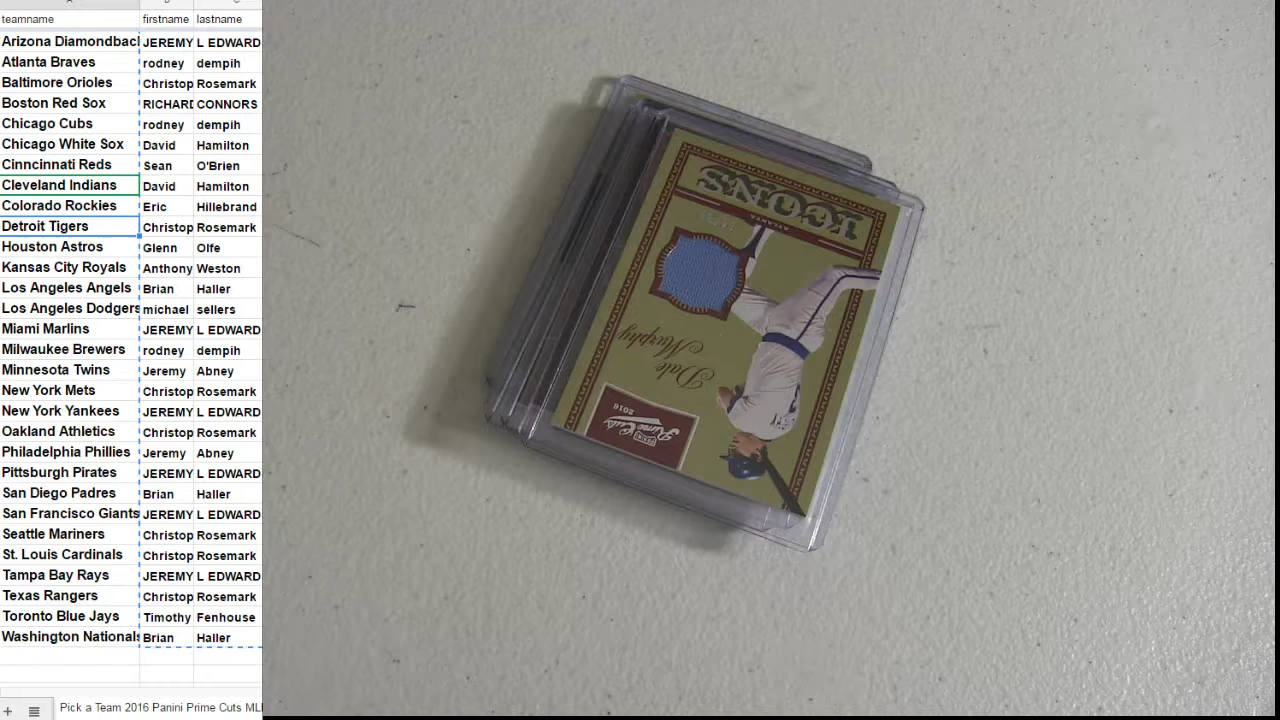 teamname firstname lastname
Arizona Diamondbac JEREMY L EDWARD
Atlanta Braves rodney dempih
Baltimore Orioles Christop Rosemark
Boston Red Sox RICHARD CONNORS
Chicago Cubs rodney dempih
Chicago White Sox David Hamilton
Cinncinnati Reds Sean O'Brien
Cleveland Indians David Hamilton
Colorado Rockies Eric Hillebrand
Detroit Tigers Christop Rosemark
Houston Astros Glenn Olfe
Kansas City Royals Anthony Weston
Los Angeles Angels Brian Haller
Los Angeles Dodgers michael sellers
Miami Marlins JEREMY L EDWARD
Milwaukee Brewers rodney dempih
Minnesota Twins Jeremy Abney
New York Mets Christop Rosemark
New York Yankees JEREMY L EDWARD
Oakland Athletics Christop Rosemark
Philadelphia Phillies Jeremy Abney
Pittsburgh Pirates JEREMY L EDWARD
San Diego Padres Brian Haller
San Francisco Giants JEREMY L EDWARD
Seattle Mariners Christop Rosemark
St. Louis Cardinals Christop Rosemark
Tampa Bay Rays JEREMY L EDWARD
Texas Rangers Christop Rosemark
Toronto Blue Jays Timothy Fenhouse
Washington Nationals Brian Haller
Pick a Team 2016 Panini Prime Cuts ML
ICONS
ATLANTA
Dale
Murphy
PANINI
Prime Cuts
2016